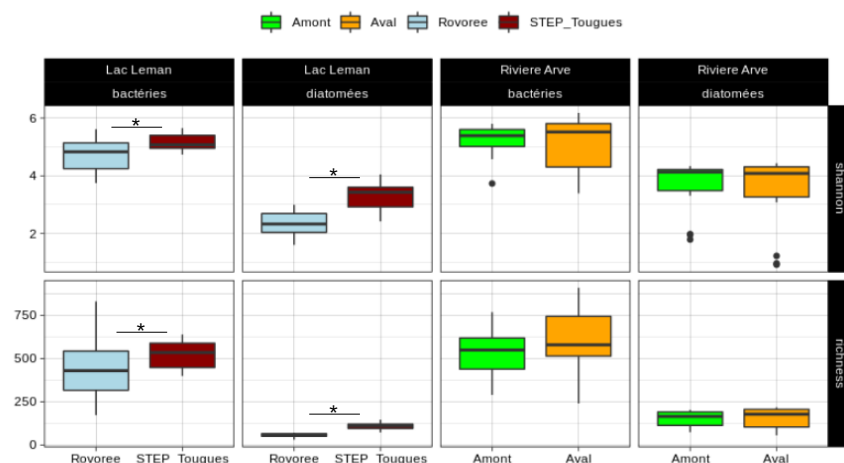 Amont Aval Rovoree STEP_Tougues
Lac Leman Lac Leman Riviere Arve Riviere Arve
bactéries diatomées bactéries diatomées
6
4
2
shannon
*
*
750
500
250
0
richness
*
*
Rovoree STEP_Tougues Rovoree STEP_Tougues Amont Aval Amont Aval